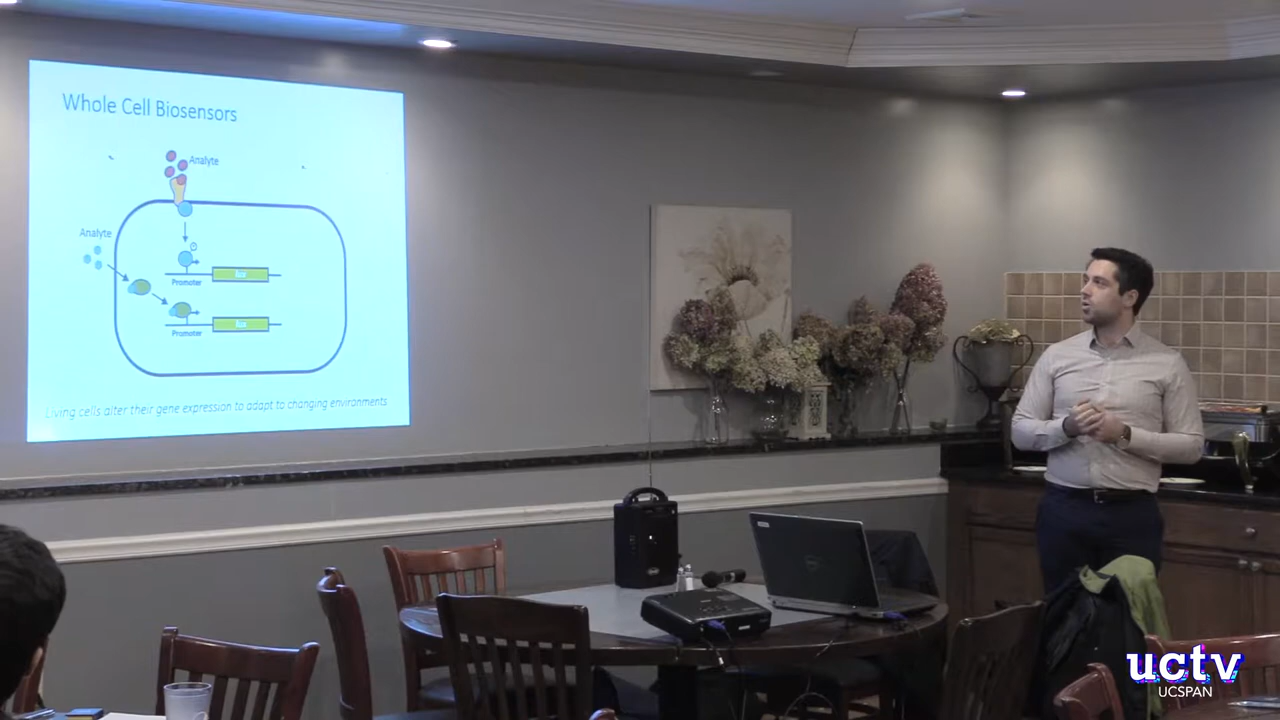 Whole Cell Biosensors
Analyte
Analyte
P
Promoter
Promoter
Living cells alter their gene expression to adapt to changing environments
DELL
uctv
UCSPAN